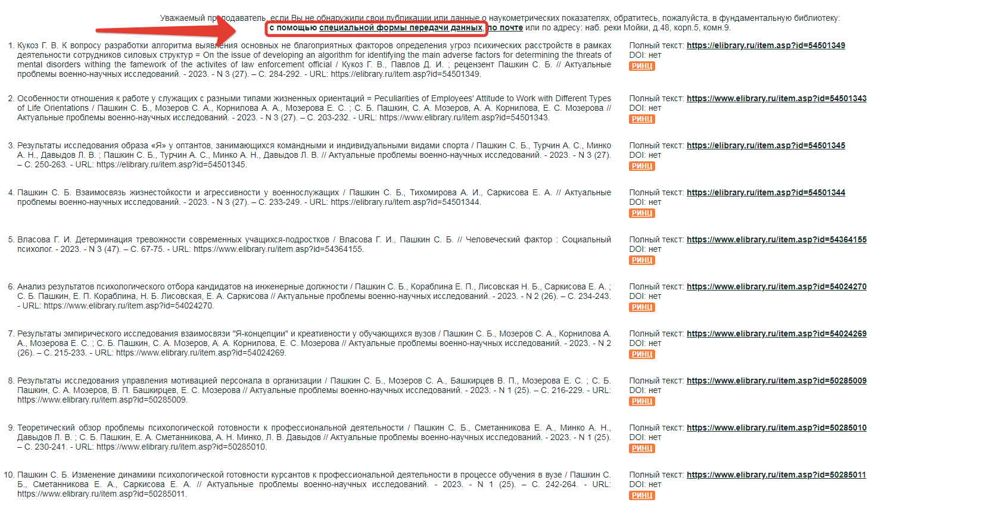 Уважаемый преподаватель, если Вы не обнаружили свои публикации или данные о наукометрических показателях, обратитесь, пожалуйста, в фундаментальную библиотеку:
с помощью специальной формы передачи данных, по почте или по адресу: наб. реки Мойки, д.48, корп.5, комн.9.
1. Кукоз Г. В. К вопросу разработки алгоритма выявления основных не благоприятных факторов определения угроз психических расстройств в рамках
деятельности сотрудников силовых структур = On the issue of developing an algorithm for identifying the main adverse factors for determining the threats of
mental disorders withing the famework of the activites of law enforcement official / Кукоз Г. В., Павлов Д. И. ; рецензент Пашкин С. Б. // Актуальные
проблемы военно-научных исследований. - 2023. - N 3 (27). – С. 284-292. - URL: https://elibrary.ru/item.asp?id=54501349.
Полный текст: https://elibrary.ru/item.asp?id=54501349
DOI: нет
РИНЦ
2. Особенности отношения к работе у служащих с разными типами жизненных ориентаций = Peculiarities of Employees' Attitude to Work with Different Types
of Life Orientations / Пашкин С. Б., Мозеров С. А., Корнилова А. А., Мозерова Е. С. ; С. Б. Пашкин, С. А. Мозеров, А. А. Корнилова, Е. С. Мозерова //
Актуальные проблемы военно-научных исследований. - 2023. - N 3 (27). – С. 203-232. - URL: https://www.elibrary.ru/item.asp?id=54501343.
Полный текст: https://www.elibrary.ru/item.asp?id=54501343
DOI: нет
РИНЦ
3. Результаты исследования образа «Я» у оптантов, занимающихся командными и индивидуальными видами спорта / Пашкин С. Б., Турчин А. С., Минко
А. Н., Давыдов Л. В. ; Пашкин С. Б., Турчин А. С., Минко А. Н., Давыдов Л. В. // Актуальные проблемы военно-научных исследований. - 2023. - N 3 (27).
– С. 250-263. - URL: https://elibrary.ru/item.asp?id=54501345.
Полный текст: https://elibrary.ru/item.asp?id=54501345
DOI: нет
РИНЦ
4. Пашкин С. Б. Взаимосвязь жизнестойкости и агрессивности у военнослужащих / Пашкин С. Б., Тихомирова А. И., Саркисова Е. А. // Актуальные
проблемы военно-научных исследований. - 2023. - N 3 (27). – С. 233-249. - URL: https://elibrary.ru/item.asp?id=54501344.
Полный текст: https://elibrary.ru/item.asp?id=54501344
DOI: нет
РИНЦ
5. Власова Г. И. Детерминация тревожности современных учащихся-подростков / Власова Г. И., Пашкин С. Б. // Человеческий фактор : Социальный
психолог. - 2023. - N 3 (47). – С. 67-75. - URL: https://www.elibrary.ru/item.asp?id=54364155.
Полный текст: https://www.elibrary.ru/item.asp?id=54364155
DOI: нет
РИНЦ
6. Анализ результатов психологического отбора кандидатов на инженерные должности / Пашкин С. Б., Кораблина Е. П., Лисовская Н. Б., Саркисова Е. А. ;
С. Б. Пашкин, Е. П. Кораблина, Н. Б. Лисовская, Е. А. Саркисова // Актуальные проблемы военно-научных исследований. - 2023. - N 2 (26). – С. 234-243.
- URL: https://www.elibrary.ru/item.asp?id=54024270.
Полный текст: https://www.elibrary.ru/item.asp?id=54024270
DOI: нет
РИНЦ
7. Результаты эмпирического исследования взаимосвязи "Я-концепции" и креативности у обучающихся вузов / Пашкин С. Б., Мозеров С. А., Корнилова А.
А., Мозерова Е. С. ; С. Б. Пашкин, С. А. Мозеров, А. А. Корнилова, Е. С. Мозерова // Актуальные проблемы военно-научных исследований. - 2023. - N 2
(26). – С. 215-233. - URL: https://www.elibrary.ru/item.asp?id=54024269.
Полный текст: https://www.elibrary.ru/item.asp?id=54024269
DOI: нет
РИНЦ
8. Результаты исследования управления мотивацией персонала в организации / Пашкин С. Б., Мозеров С. А., Башкирцев В. П., Мозерова Е. С. ; С. Б.
Пашкин, С. А. Мозеров, В. П. Башкирцев, Е. С. Мозерова // Актуальные проблемы военно-научных исследований. - 2023. - N 1 (25). – С. 216-229. - URL:
https://www.elibrary.ru/item.asp?id=50285009.
Полный текст: https://www.elibrary.ru/item.asp?id=50285009
DOI: нет
РИНЦ
9. Теоретический обзор проблемы психологической готовности к профессиональной деятельности / Пашкин С. Б., Сметанникова Е. А., Минко А. Н.,
Давыдов Л. В. ; С. Б. Пашкин, Е. А. Сметанникова, А. Н. Минко, Л. В. Давыдов // Актуальные проблемы военно-научных исследований. - 2023. - N 1 (25).
– С. 230-241. - URL: https://www.elibrary.ru/item.asp?id=50285010.
Полный текст: https://www.elibrary.ru/item.asp?id=50285010
DOI: нет
РИНЦ
10. Пашкин С. Б. Изменение динамики психологической готовности курсантов к профессиональной деятельности в процессе обучения в вузе / Пашкин С.
Б., Сметанникова Е. А., Саркисова Е. А. // Актуальные проблемы военно-научных исследований. - 2023. - N 1 (25). – С. 242-264. - URL:
https://www.elibrary.ru/item.asp?id=50285011.
Полный текст: https://www.elibrary.ru/item.asp?id=50285011
DOI: нет
РИНЦ